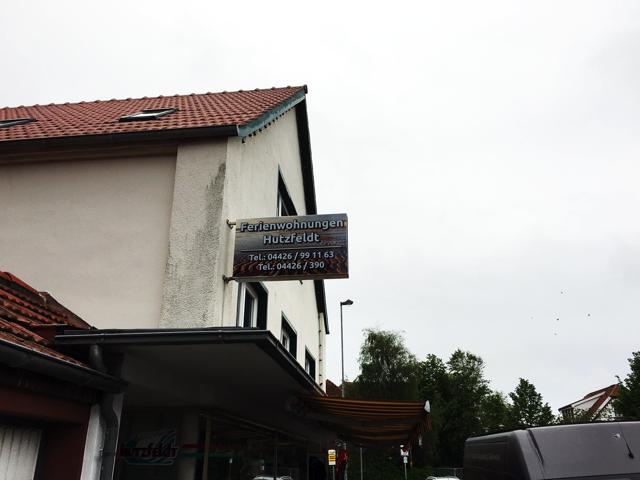 Ferienwohnungen
Hutzfeldt
Tel.: 04426 / 99 11 63
Tel.: 04426 / 390